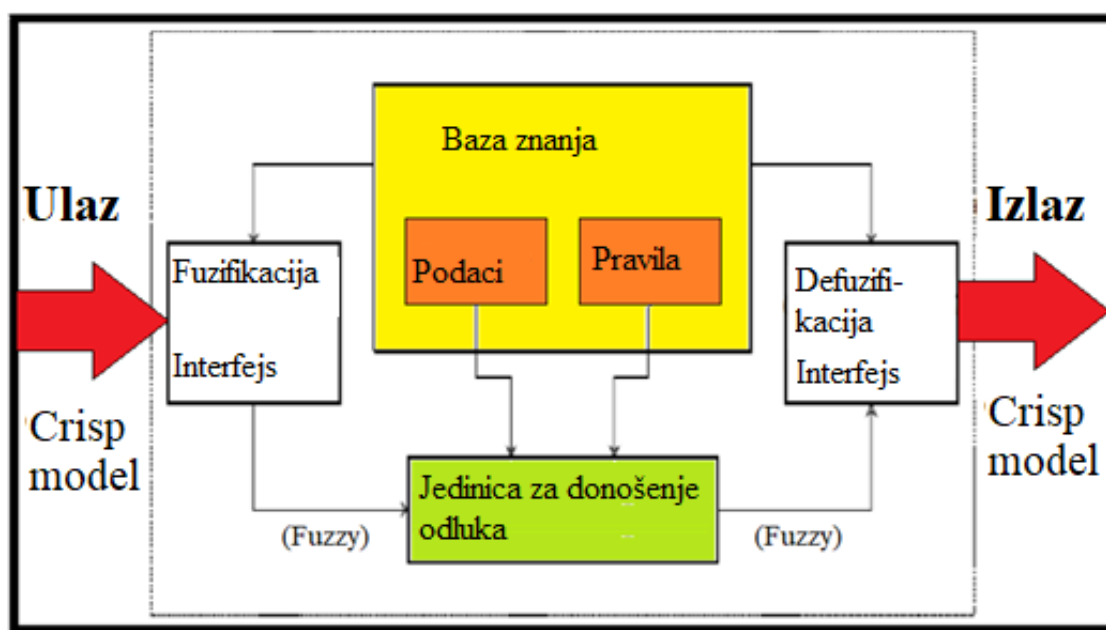 Baza znanja
Ulaz
Izlaz
Fuzifikacija
Interfejs
Podaci
Pravila
Defuzifi-
kacija
Interfejs
Crisp
model
Crisp
model
Jedinica za donošenje
odluka
(Fuzzy)
(Fuzzy)